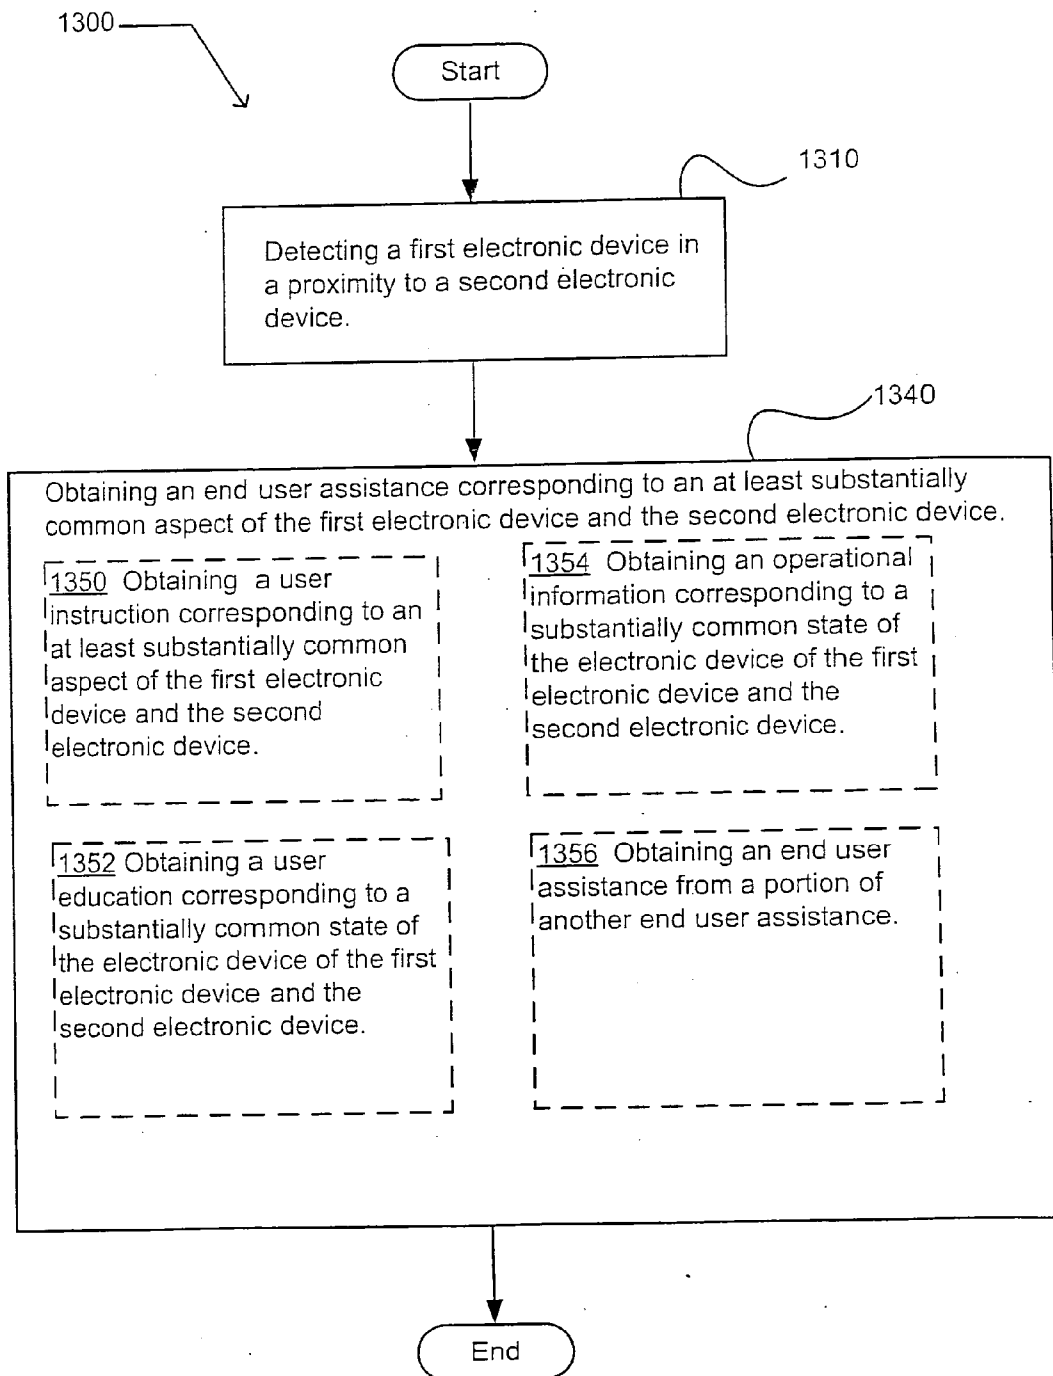 1300
Start
1310
Detecting a first electronic device in
a proximity to a second electronic
device.
1340
Obtaining an end user assistance corresponding to an at least substantially
common aspect of the first electronic device and the second electronic device.
1350 Obtaining a user
instruction corresponding to an
at least substantially common
aspect of the first electronic
device and the second
electronic device.
1354 Obtaining an operational
information corresponding to a
substantially common state of
the electronic device of the first
electronic device and the
second electronic device.
1352 Obtaining a user
education corresponding to a
substantially common state of
the electronic device of the first
electronic device and the
second electronic device.
1356 Obtaining an end user
assistance from a portion of
another end user assistance.
End